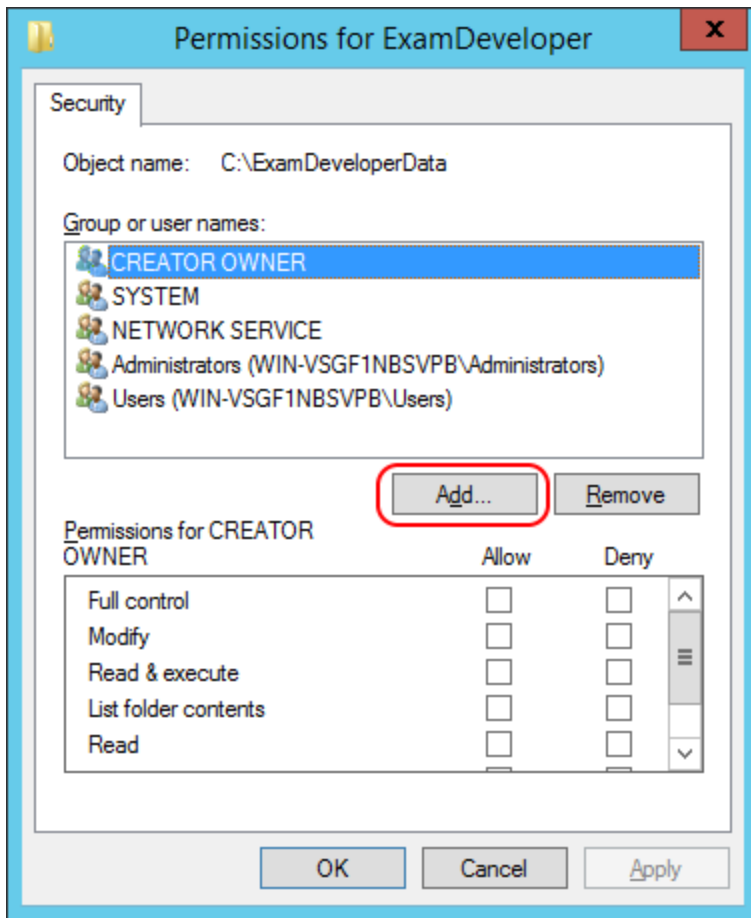 Permissions for ExamDeveloper
x
Security
Object name: C:\ExamDeveloperData
Group or user names:
CREATOR OWNER
SYSTEM
NETWORK SERVICE
Administrators (WIN-VSGF1NBSVPB\Administrators)
Users (WIN-VSGF1NBSVPB\Users)
Add... Remove
Permissions for CREATOR
OWNER Allow Deny
Full control
Modify
Read & execute
List folder contents
Read
OK Cancel Apply